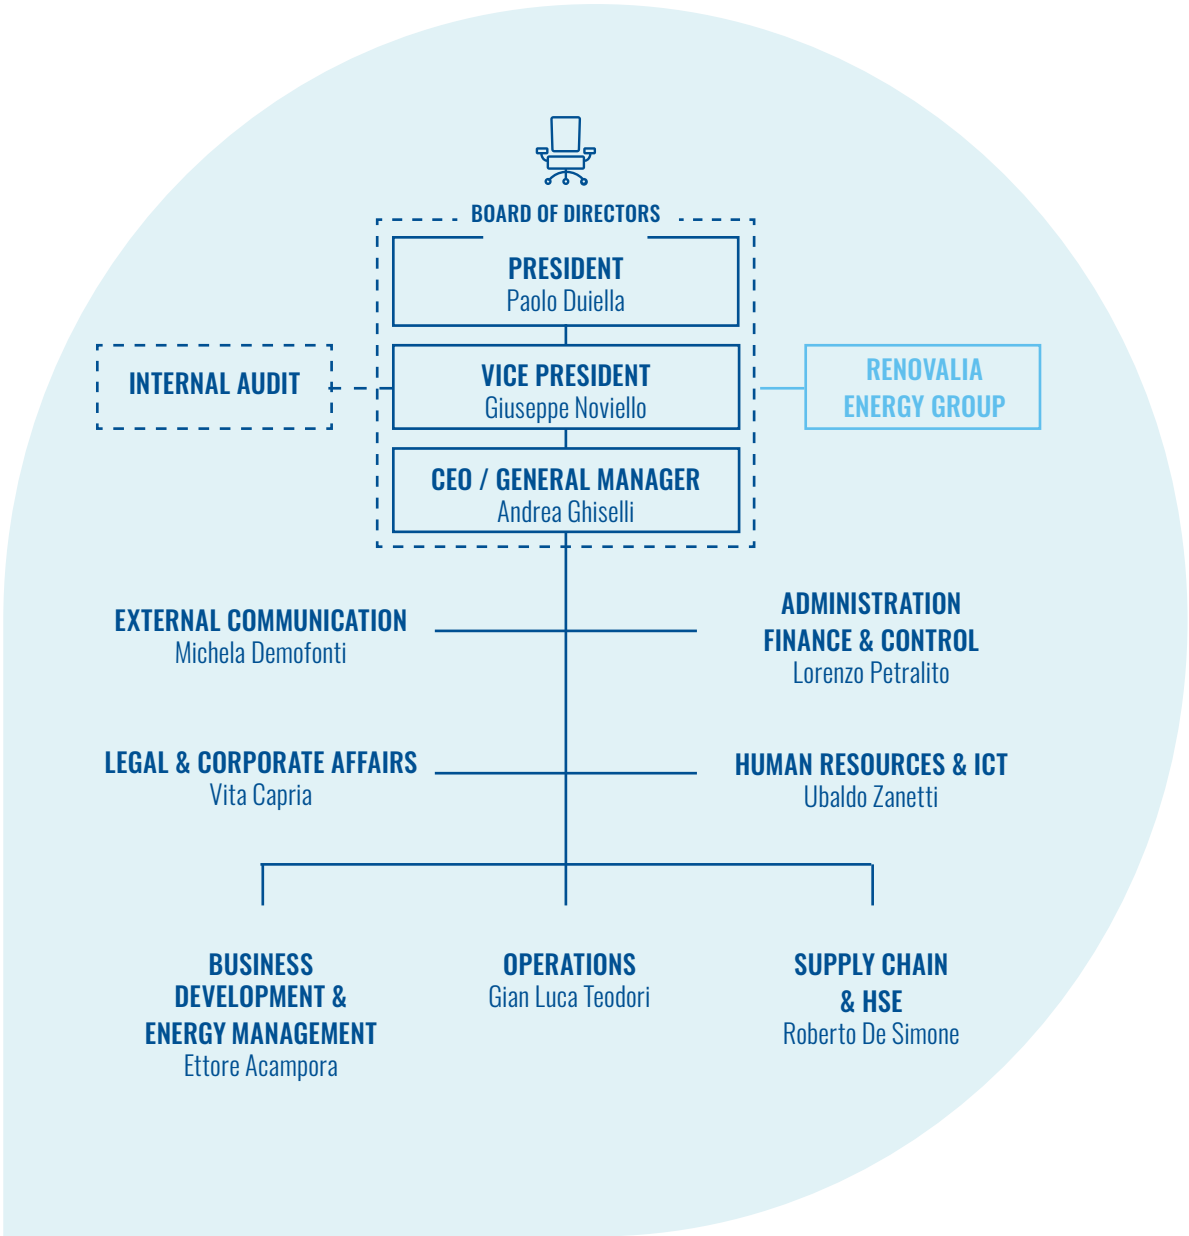 BOARD OF DIRECTORS
PRESIDENT
Paolo Duiella
INTERNAL AUDIT
VICE PRESIDENT
Giuseppe Noviello
RENOVALIA
ENERGY GROUP
CEO / GENERAL MANAGER
Andrea Ghiselli
EXTERNAL COMMUNICATION
Michela Demofonti
ADMINISTRATION
FINANCE & CONTROL
Lorenzo Petralito
LEGAL & CORPORATE AFFAIRS
Vita Capria
HUMAN RESOURCES & ICT
Ubaldo Zanetti
BUSINESS
DEVELOPMENT &
ENERGY MANAGEMENT
Ettore Acampora
OPERATIONS
Gian Luca Teodori
SUPPLY CHAIN
& HSE
Roberto De Simone